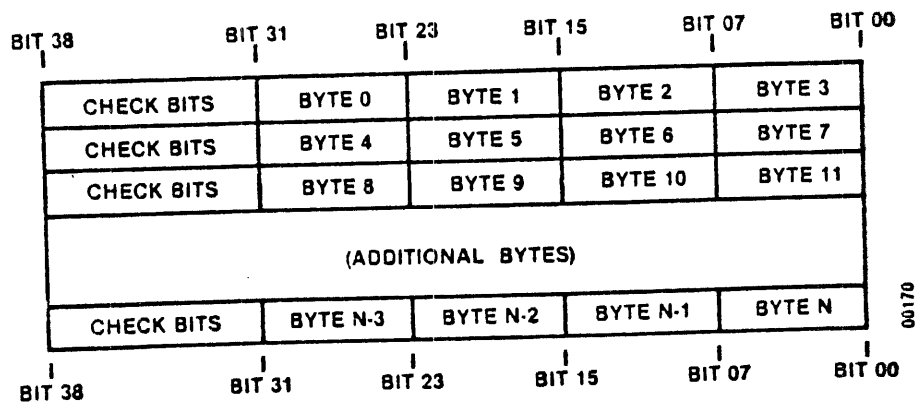 BIT 38 BIT 31 BIT 23 BIT 15 BIT 07 BIT 00
CHECK BITS BYTE 0 BYTE 1 BYTE 2 BYTE 3
CHECK BITS BYTE 4 BYTE 5 BYTE 6 BYTE 7
CHECK BITS BYTE 8 BYTE 9 BYTE 10 BYTE 11
(ADDITIONAL BYTES)
CHECK BITS BYTE N-3 BYTE N-2 BYTE N-1 BYTE N
BIT 38 BIT 31 BIT 23 BIT 15 BIT 07 BIT 00
00170